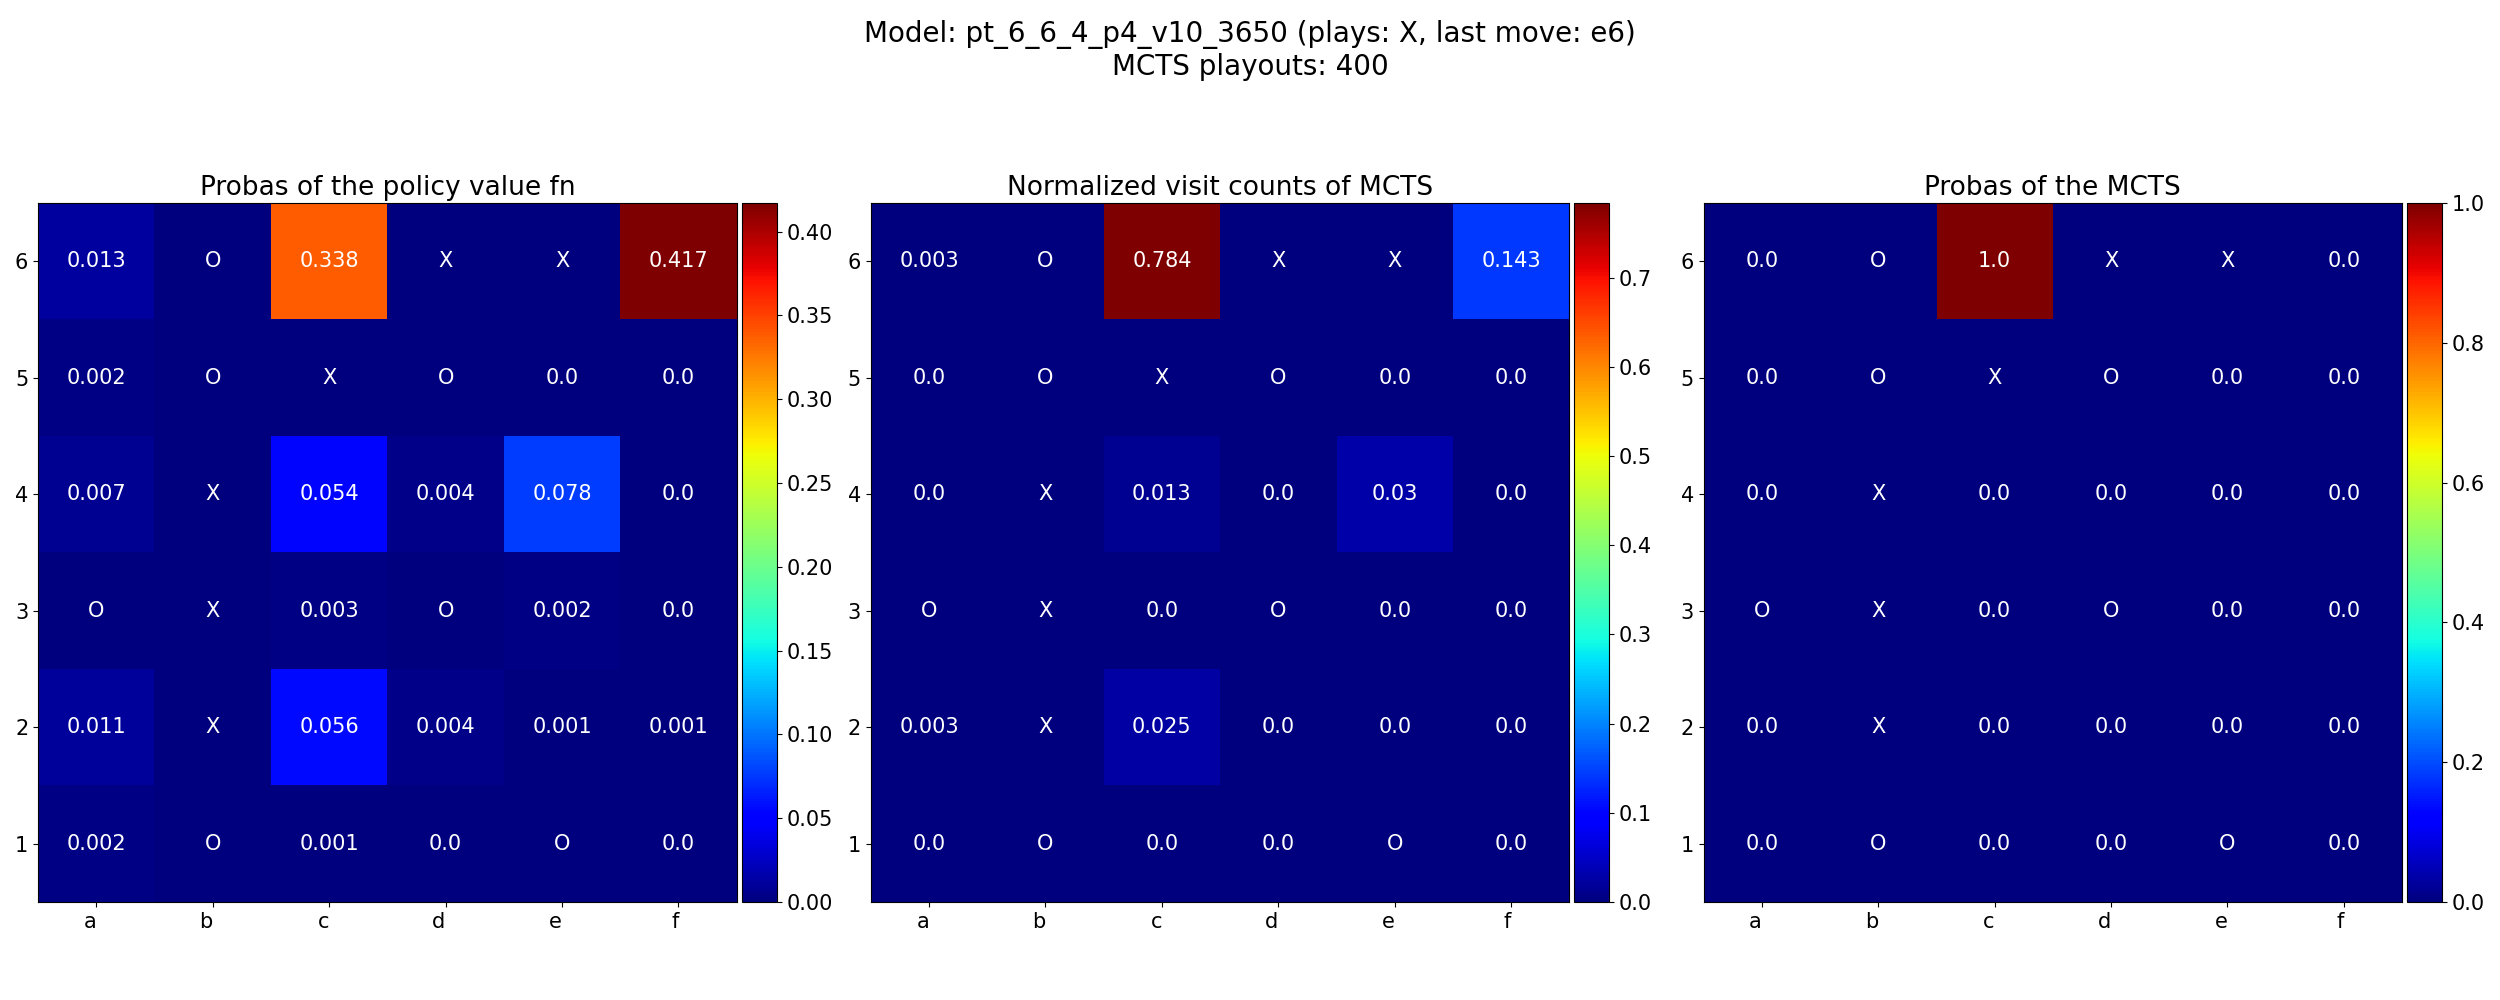 Model: pt_6_6_4_p4_v10_3650 (plays: X, last move: e6)
MCTS playouts: 400
Probas of the policy value fn
6 0.013 O 0.338 X X 0.417
5 0.002 O X O 0.0 0.0
4 0.007 X 0.054 0.004 0.078 0.0
3 O X 0.003 O 0.002 0.0
2 0.011 X 0.056 0.004 0.001 0.001
1 0.002 O 0.001 0.0 O 0.0
a b c d e f
0.40
0.35
0.30
0.25
0.20
0.15
0.10
0.05
0.00
Normalized visit counts of MCTS
6 0.003 O 0.784 X X 0.143
5 0.0 O X O 0.0 0.0
4 0.0 X 0.013 0.0 0.03 0.0
3 O X 0.0 O 0.0 0.0
2 0.003 X 0.025 0.0 0.0 0.0
1 0.0 O 0.0 0.0 O 0.0
a b c d e f
0.7
0.6
0.5
0.4
0.3
0.2
0.1
0.0
Probas of the MCTS
6 0.0 O 1.0 X X 0.0
5 0.0 O X O 0.0 0.0
4 0.0 X 0.0 0.0 0.0 0.0
3 O X 0.0 O 0.0 0.0
2 0.0 X 0.0 0.0 0.0 0.0
1 0.0 O 0.0 0.0 O 0.0
a b c d e f
1.0
0.8
0.6
0.4
0.2
0.0